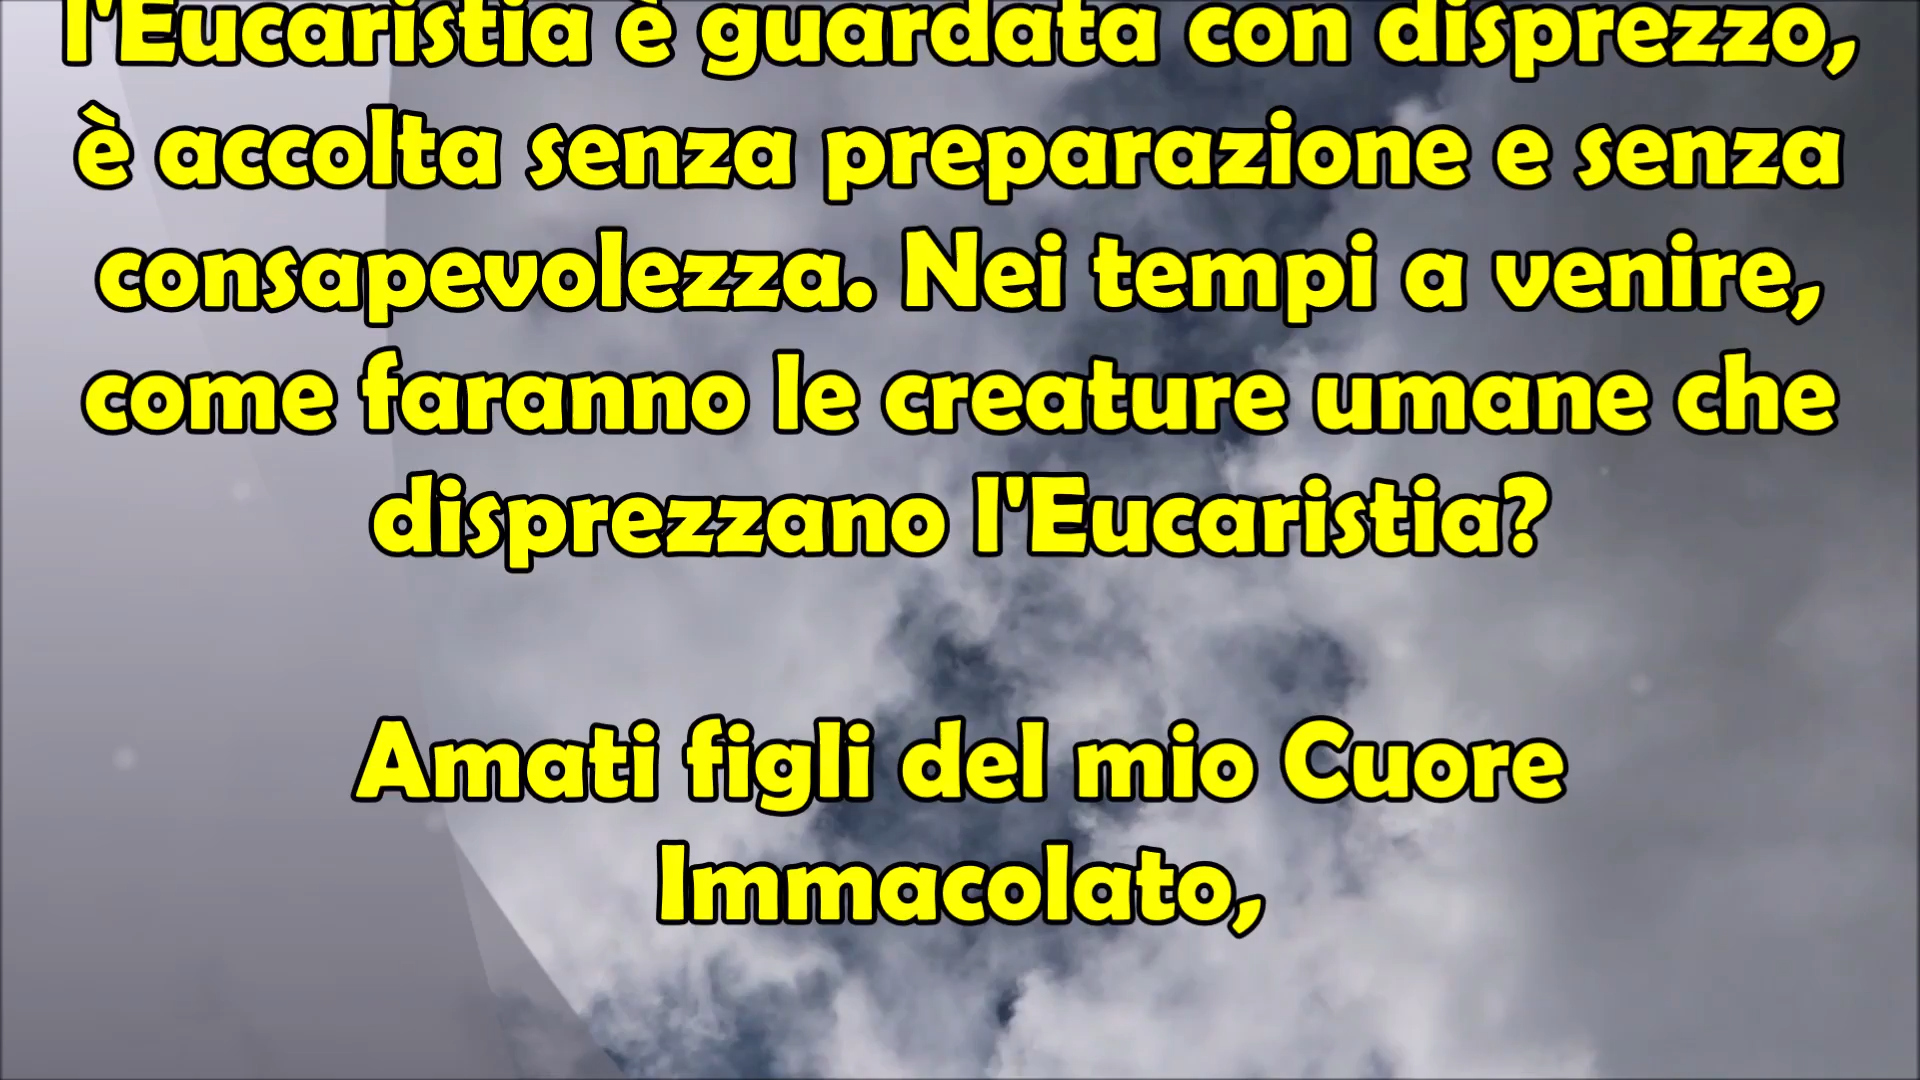 l'Eucaristia è guardata con disprezzo,
è accolta senza preparazione e senza
consapevolezza. Nei tempi a venire,
come faranno le creature umane che
disprezzano l'Eucaristia?
Amati figli del mio Cuore
Immacolato,